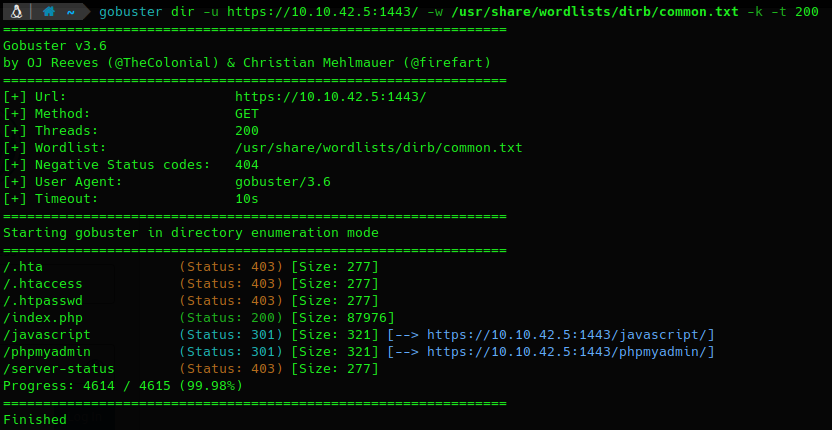 ~ gobuster dir -u https://10.10.42.5:1443/ -w /usr/share/wordlists/dirb/common.txt -k -t 200
===============================================================
Gobuster v3.6
by OJ Reeves (@TheColonial) & Christian Mehlmauer (@firefart)
===============================================================
[+] Url:                     https://10.10.42.5:1443/
[+] Method:                  GET
[+] Threads:                 200
[+] Wordlist:                /usr/share/wordlists/dirb/common.txt
[+] Negative Status codes:   404
[+] User Agent:              gobuster/3.6
[+] Timeout:                 10s
===============================================================
Starting gobuster in directory enumeration mode
===============================================================
/.hta                 (Status: 403) [Size: 277]
/.htaccess            (Status: 403) [Size: 277]
/.htpasswd            (Status: 403) [Size: 277]
/index.php            (Status: 200) [Size: 87976]
/javascript           (Status: 301) [Size: 321] [--> https://10.10.42.5:1443/javascript/]
/phpmyadmin           (Status: 301) [Size: 321] [--> https://10.10.42.5:1443/phpmyadmin/]
/server-status        (Status: 403) [Size: 277]
Progress: 4614 / 4615 (99.98%)
===============================================================
Finished